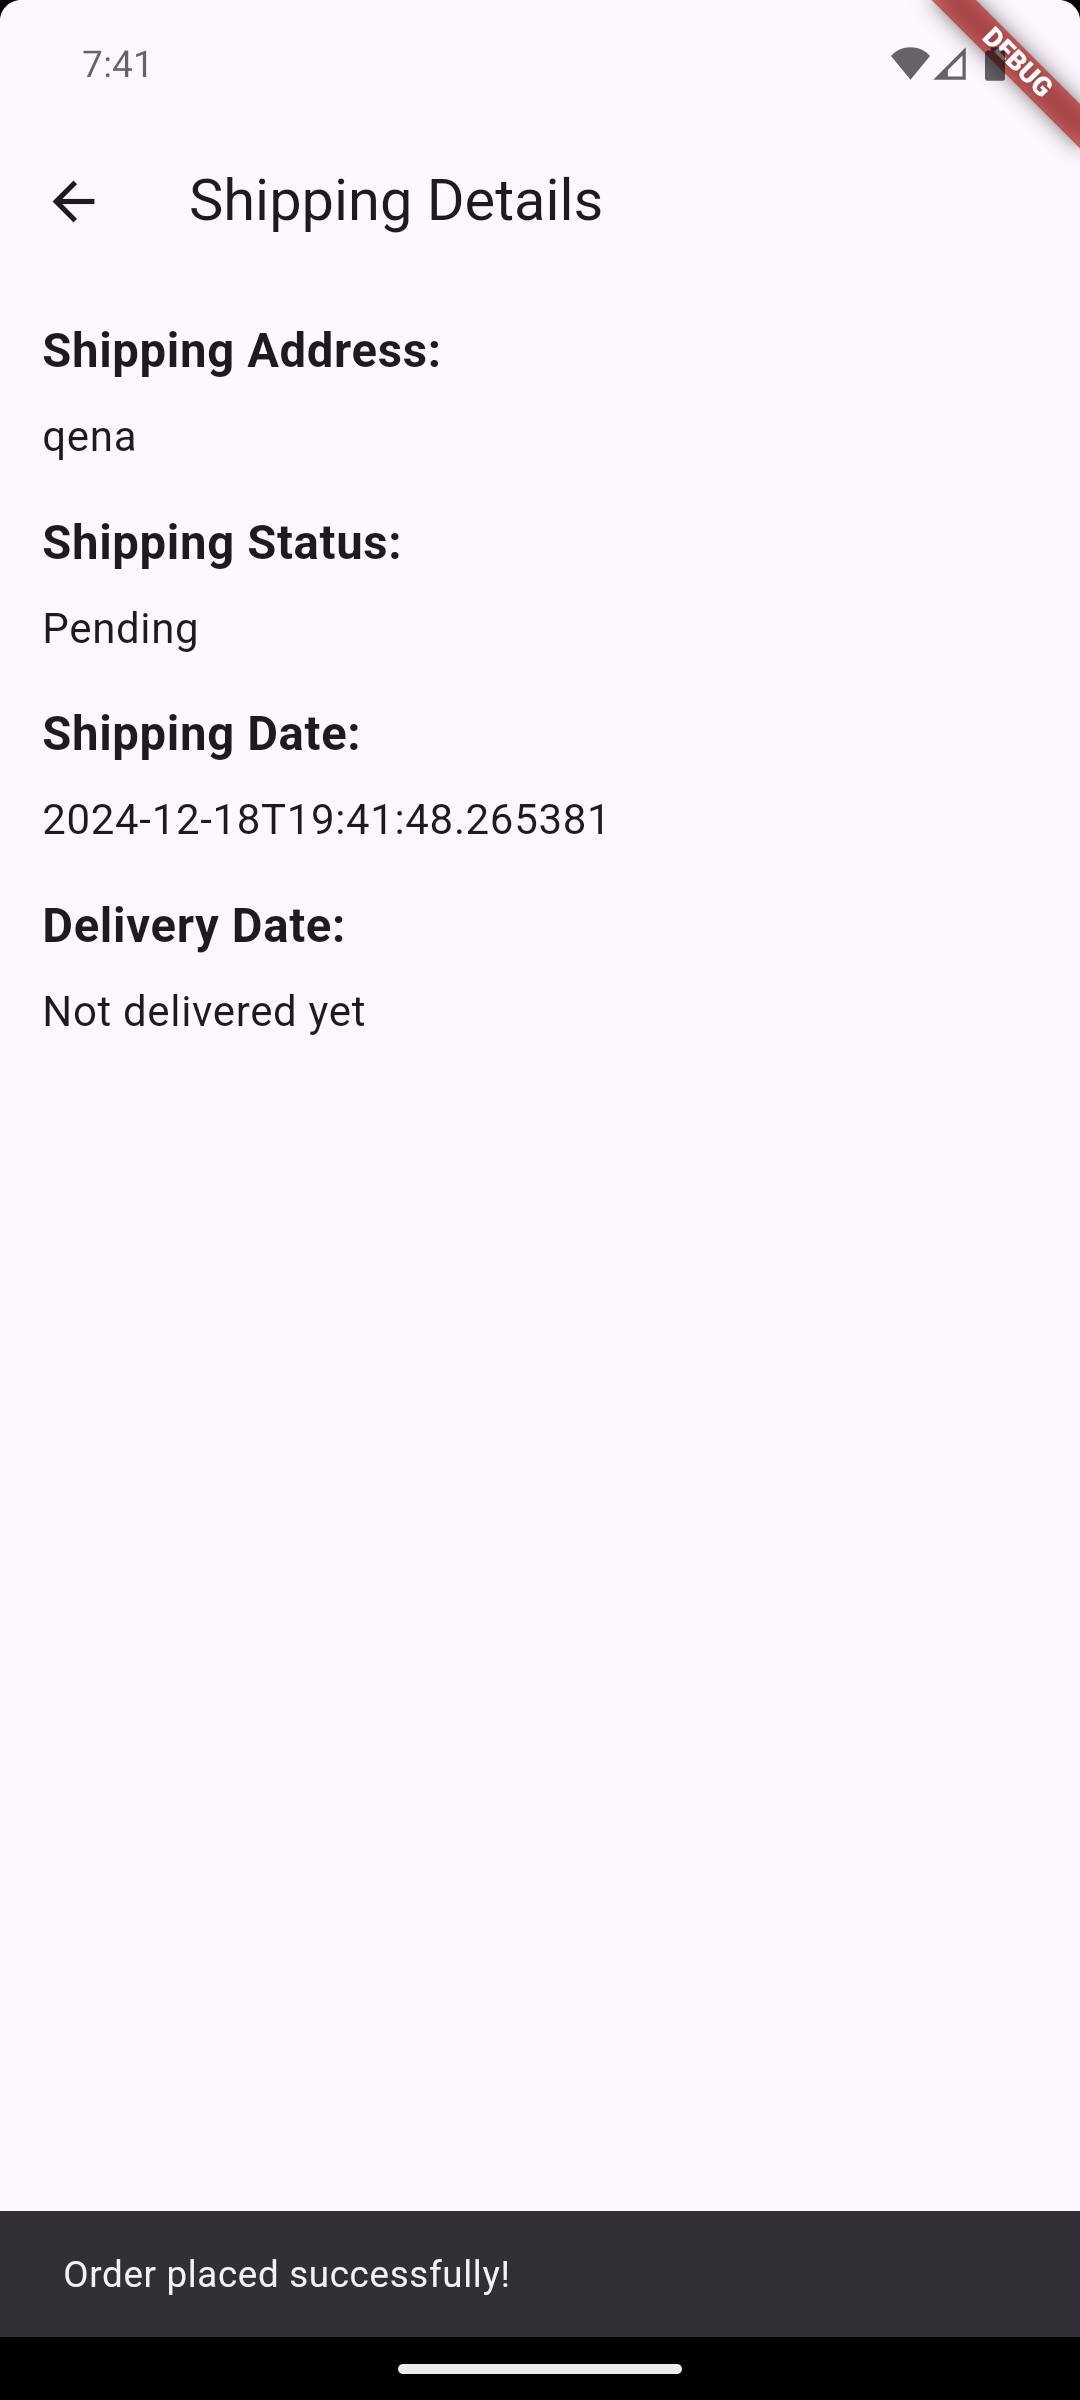 7:41
DEBUG
Shipping Details
Shipping Address:
qena
Shipping Status:
Pending
Shipping Date:
2024-12-18T19:41:48.265381
Delivery Date:
Not delivered yet
Order placed successfully!